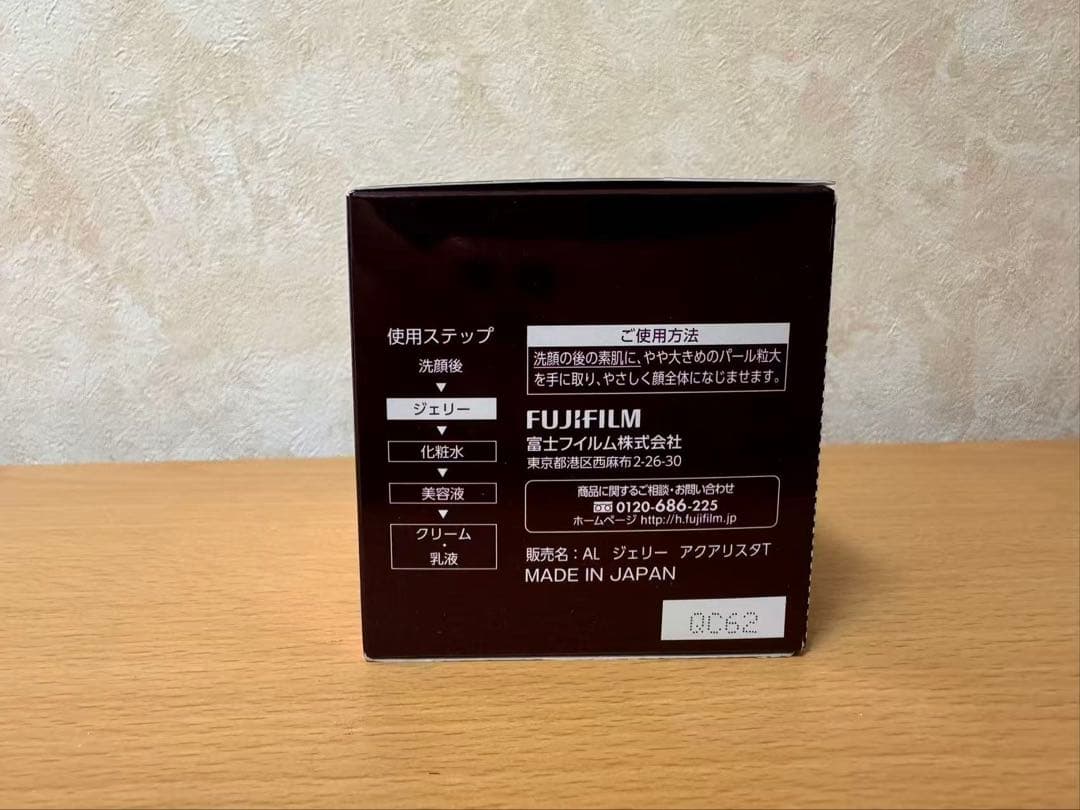 使用ステップ
洗顔後
▼
ジェリー
▼
化粧水
▼
美容液
▼
クリーム
・
乳液
ご使用方法
洗顔の後の素肌に、やや大きめのパール粒大
を手に取り、やさしく顔全体になじませます。
FUJIFILM
富士フイルム株式会社
東京都港区西麻布2-26-30
商品に関するご相談・お問い合わせ
0120-686-225
ホームページ http://h.fujifilm.jp
販売名：AL ジェリー アクアリスタT
MADE IN JAPAN
QC62